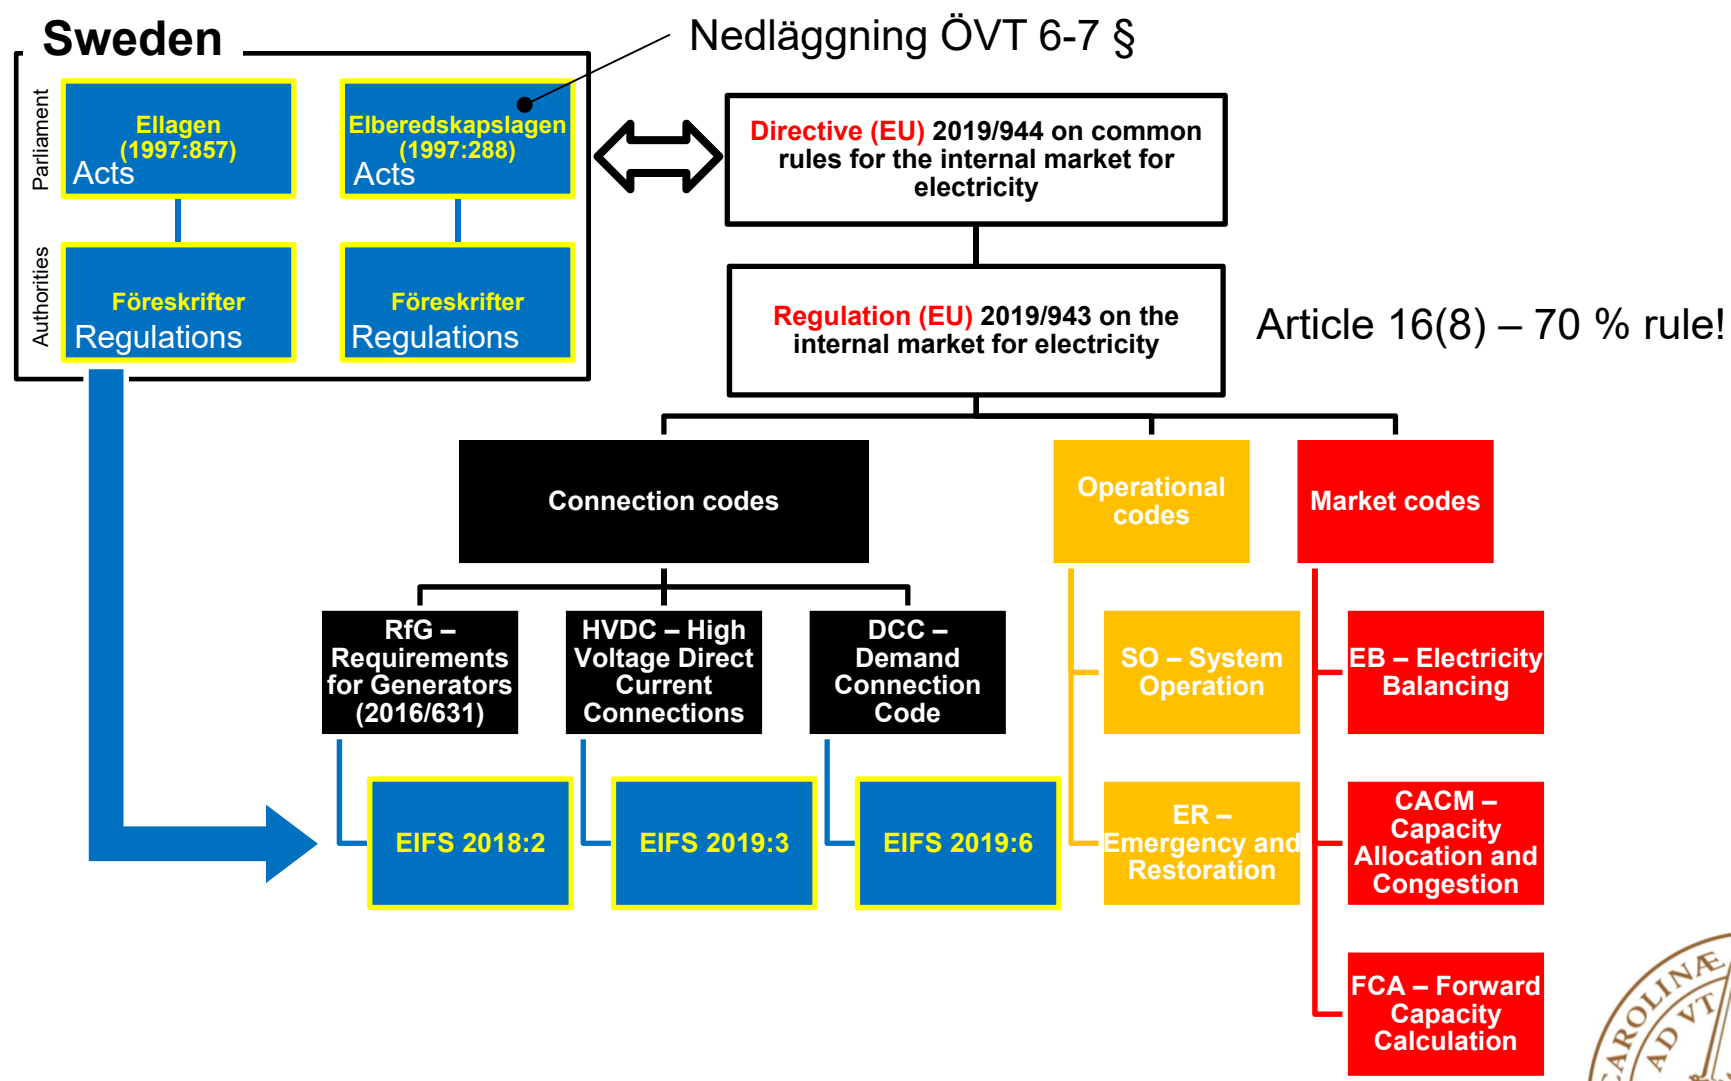 Sweden
Nedläggning ÖVT 6-7 §
Parliament
Ellagen
(1997:857)
Acts
Elberedskapslagen
(1997:288)
Acts
Directive (EU) 2019/944 on common
rules for the internal market for
electricity
Authorities
Föreskrifter
Regulations
Föreskrifter
Regulations
Regulation (EU) 2019/943 on the
internal market for electricity
Article 16(8) – 70 % rule!
Connection codes
Operational
codes
Market codes
RfG –
Requirements
for Generators
(2016/631)
HVDC – High
Voltage Direct
Current
Connections
DCC –
Demand
Connection
Code
SO – System
Operation
EB – Electricity
Balancing
EIFS 2018:2
EIFS 2019:3
EIFS 2019:6
ER –
Emergency and
Restoration
CACM –
Capacity
Allocation and
Congestion
FCA – Forward
Capacity
Calculation
CAROLINÆ
AD VT